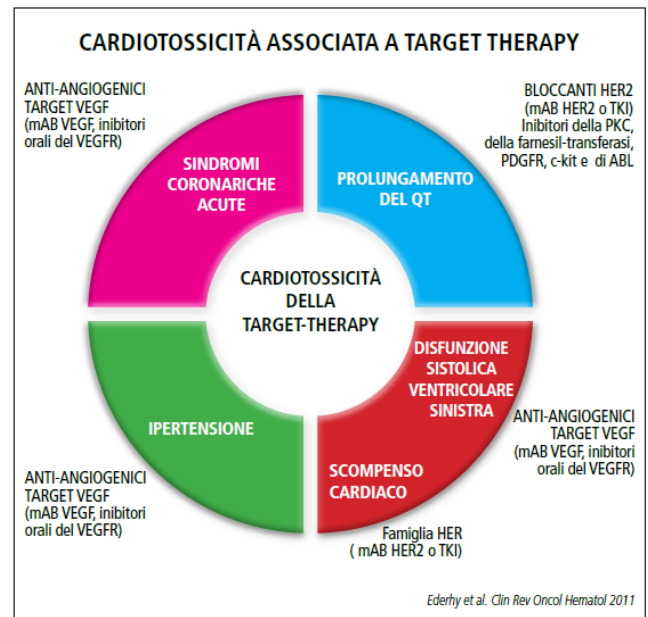 CARDIOTOSSICITÀ ASSOCIATA A TARGET THERAPY
ANTI-ANGIOGENICI
TARGET VEGF
(mAB VEGF, inibitori
orali del VEGFR)
SINDROMI
CORONARICHE
ACUTE
BLOCCANTI HER2
(mAB HER2 o TKI)
Inibitori della PKC,
della farnesil-transferasi,
PDGFR, c-kit e di ABL
PROLUNGAMENTO
DEL QT
CARDIOTOSSICITÀ
DELLA
TARGET-THERAPY
IPERTENSIONE
ANTI-ANGIOGENICI
TARGET VEGF
(mAB VEGF, inibitori
orali del VEGFR)
DISFUNZIONE
SISTOLICA
VENTRICOLARE
SINISTRA
ANTI-ANGIOGENICI
TARGET VEGF
(mAB VEGF, inibitori
orali del VEGFR)
SCOMPENSO
CARDIACO
Famiglia HER
( mAB HER2 o TKI)
Ederhy et al. Clin Rev Oncol Hematol 2011